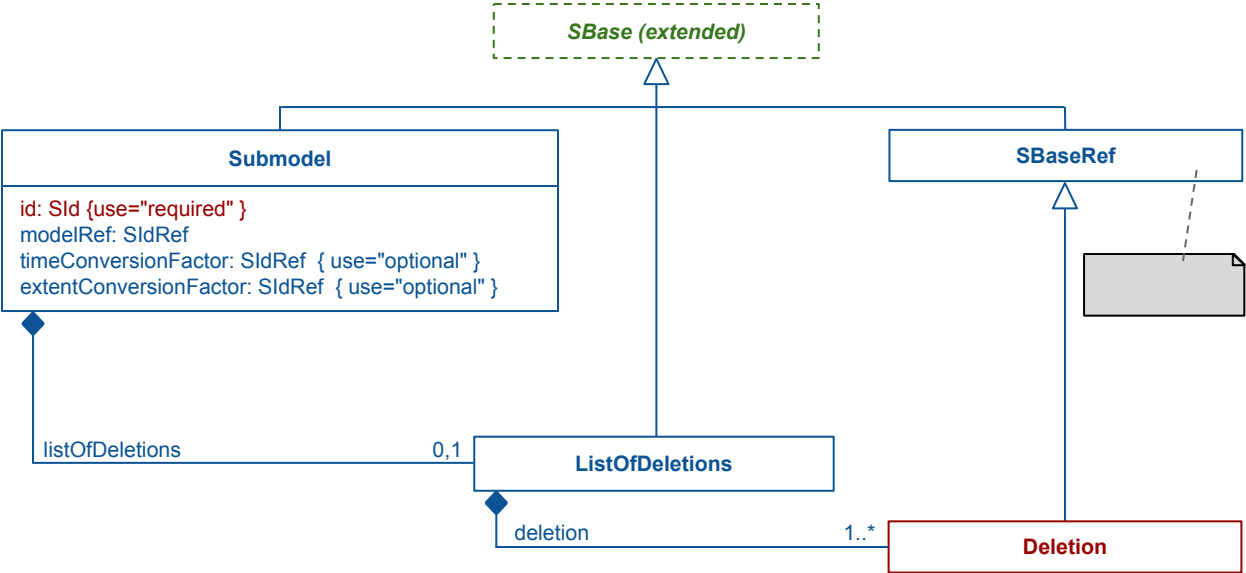 SBase (extended)
Submodel
SBaseRef
id: SId {use="required" }
modelRef: SIdRef
timeConversionFactor: SIdRef  { use="optional" }
extentConversionFactor: SIdRef  { use="optional" }
listOfDeletions
0,1
ListOfDeletions
deletion
1..*
Deletion